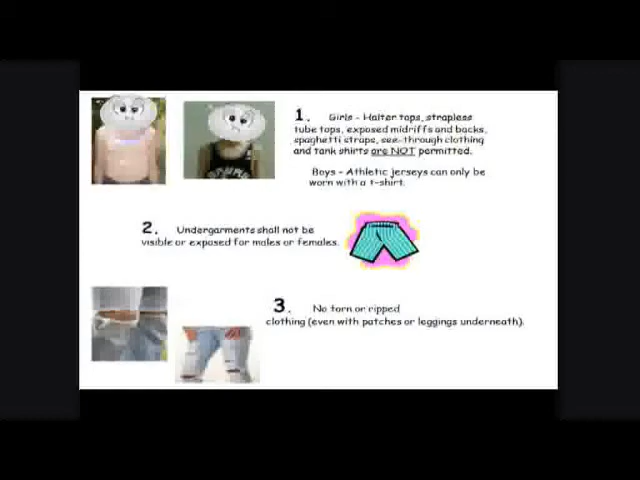 1. Girls - Halter tops, strapless
tube tops, exposed midriffs and backs,
spaghetti straps, see-through clothing
and tank shirts are NOT permitted.
Boys - Athletic jerseys can only be
worn with a t-shirt.
2. Undergarments shall not be
visible or exposed for males or females.
3. No torn or ripped
clothing (even with patches or leggings underneath).